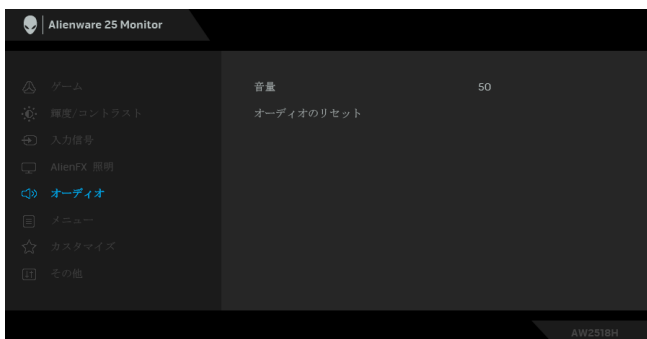 Alienware 25 Monitor
ゲーム
輝度/コントラスト
入力信号
AlienFX 照明
オーディオ
メニュー
カスタマイズ
その他
音量 50
オーディオのリセット
AW2518H